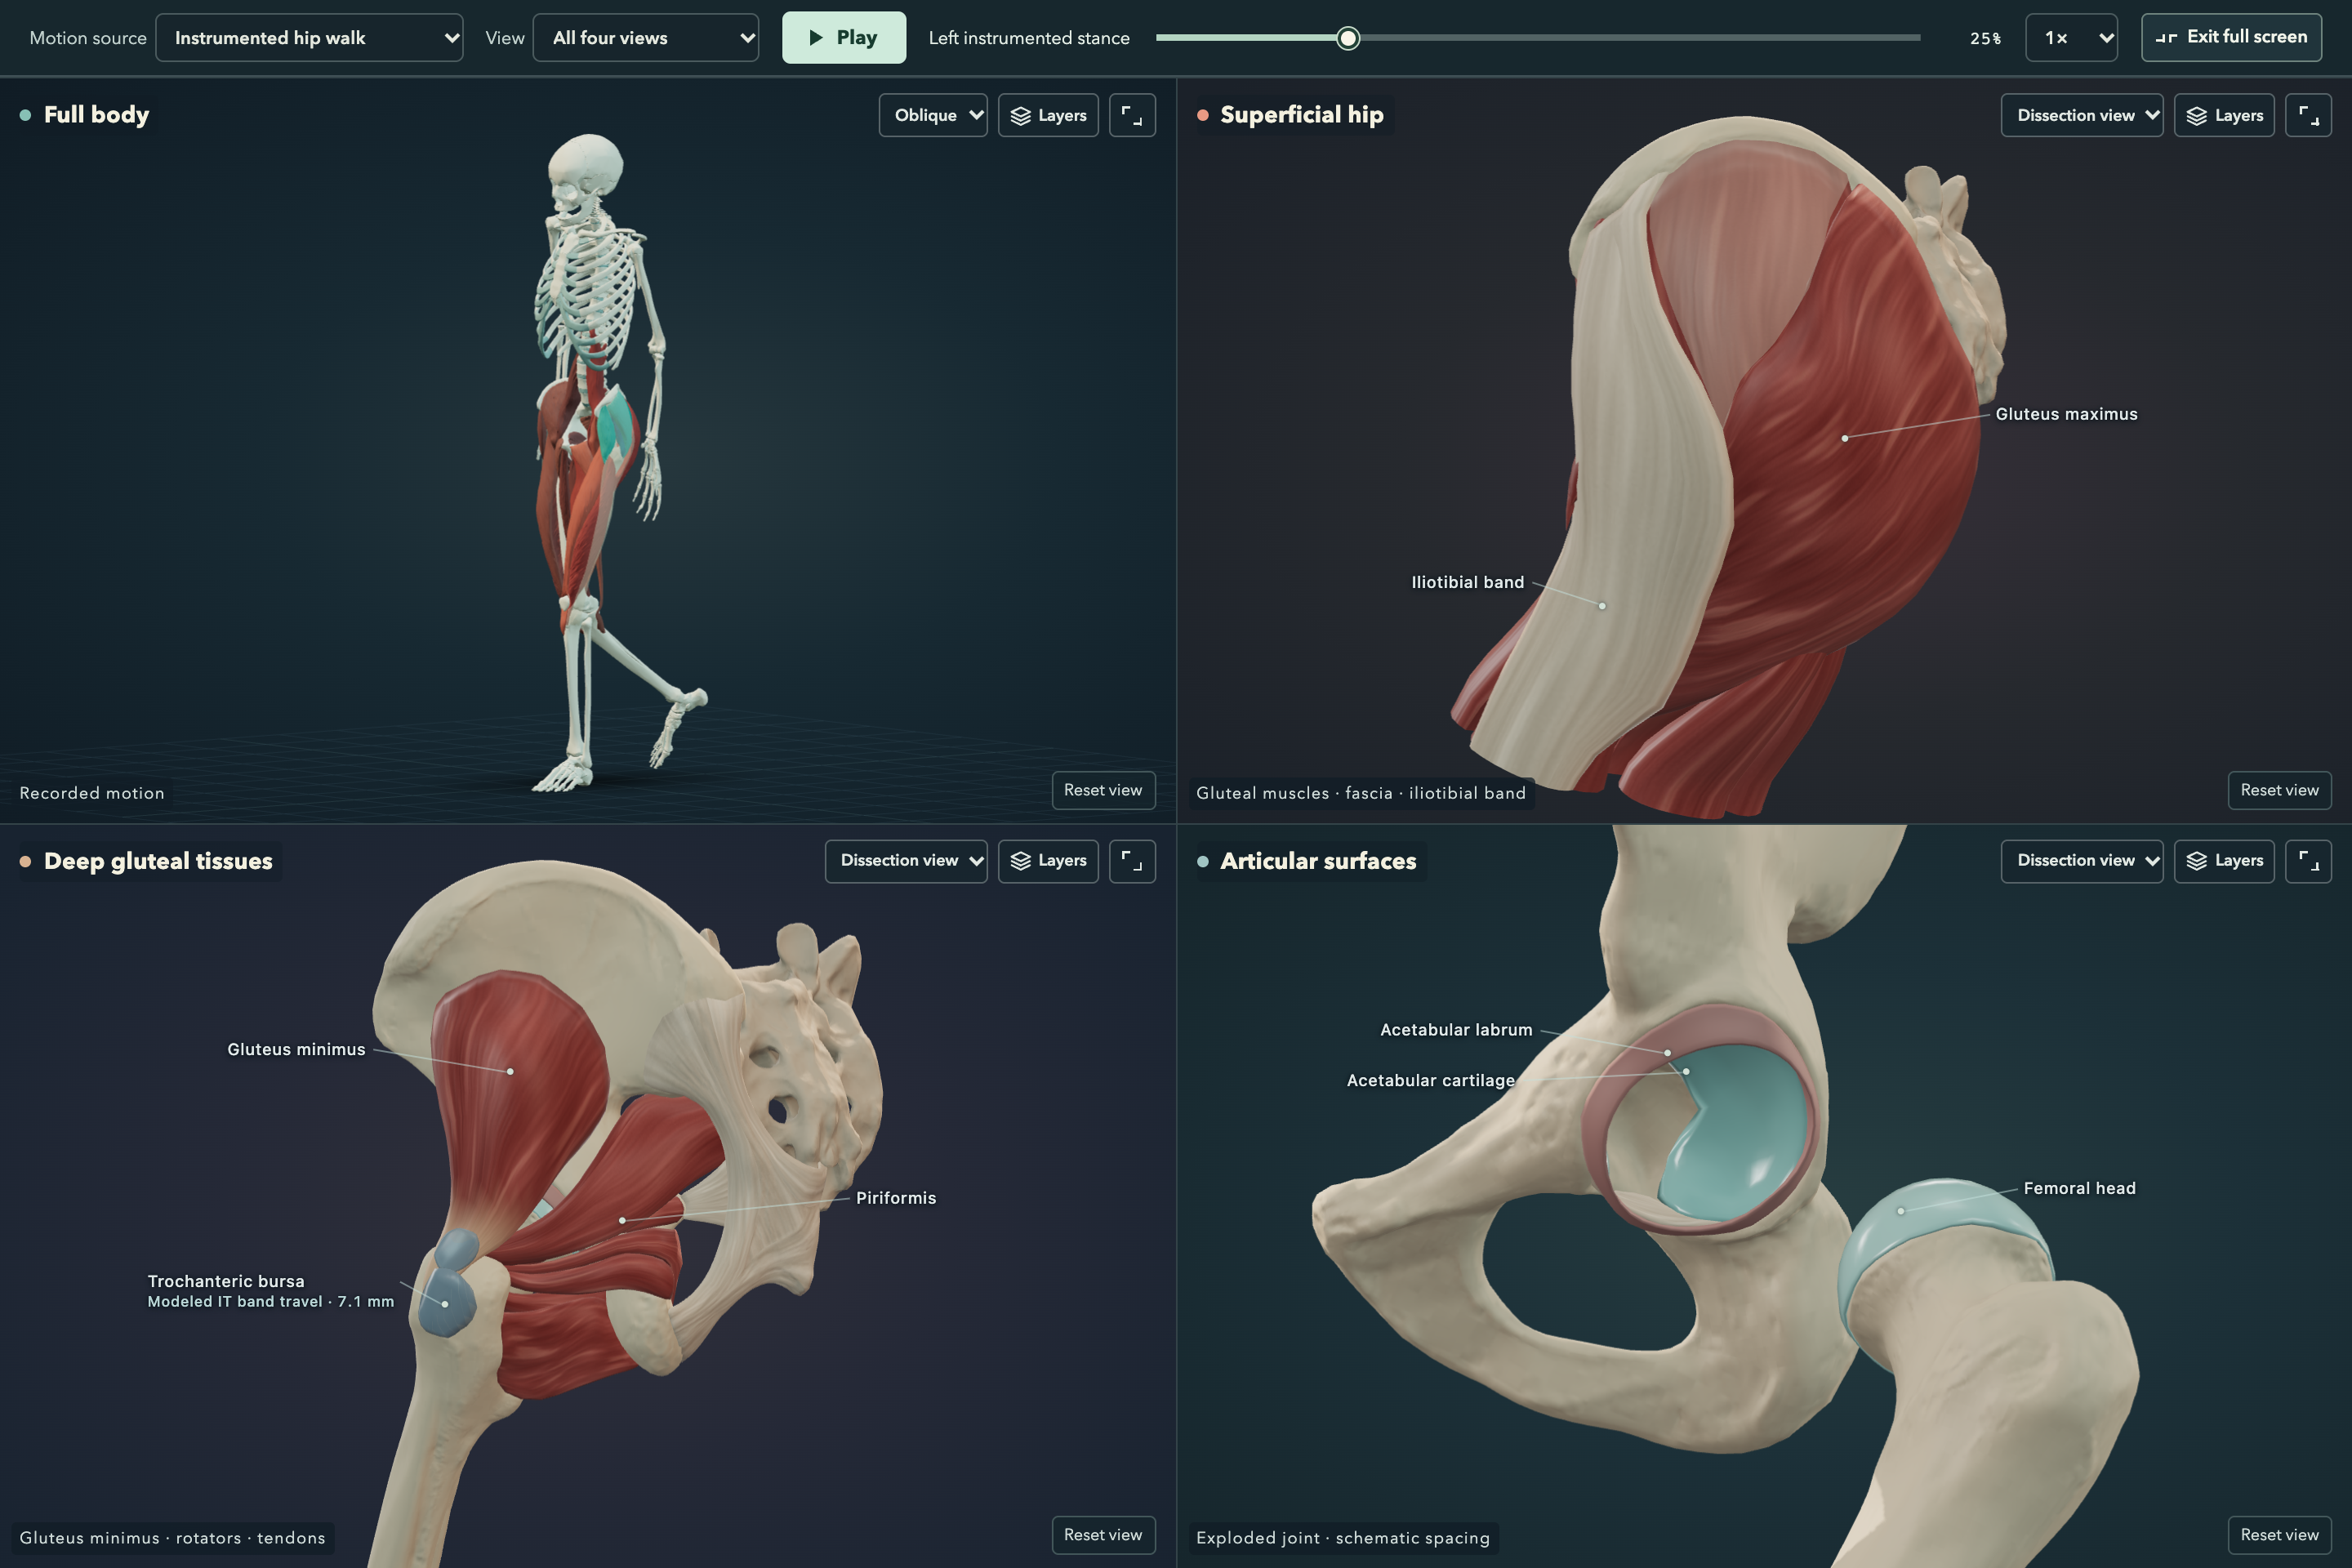 Motion source
Instrumented hip walk
View
All four views
Play
Left instrumented stance
25%
1×
Exit full screen
Full body
Oblique
Layers
Recorded motion
Reset view
Superficial hip
Dissection view
Layers
Gluteus maximus
Iliotibial band
Gluteal muscles · fascia · iliotibial band
Reset view
Deep gluteal tissues
Dissection view
Layers
Gluteus minimus
Piriformis
Trochanteric bursa
Modeled IT band travel · 7.1 mm
Gluteus minimus · rotators · tendons
Reset view
Articular surfaces
Dissection view
Layers
Acetabular labrum
Acetabular cartilage
Femoral head
Exploded joint · schematic spacing
Reset view